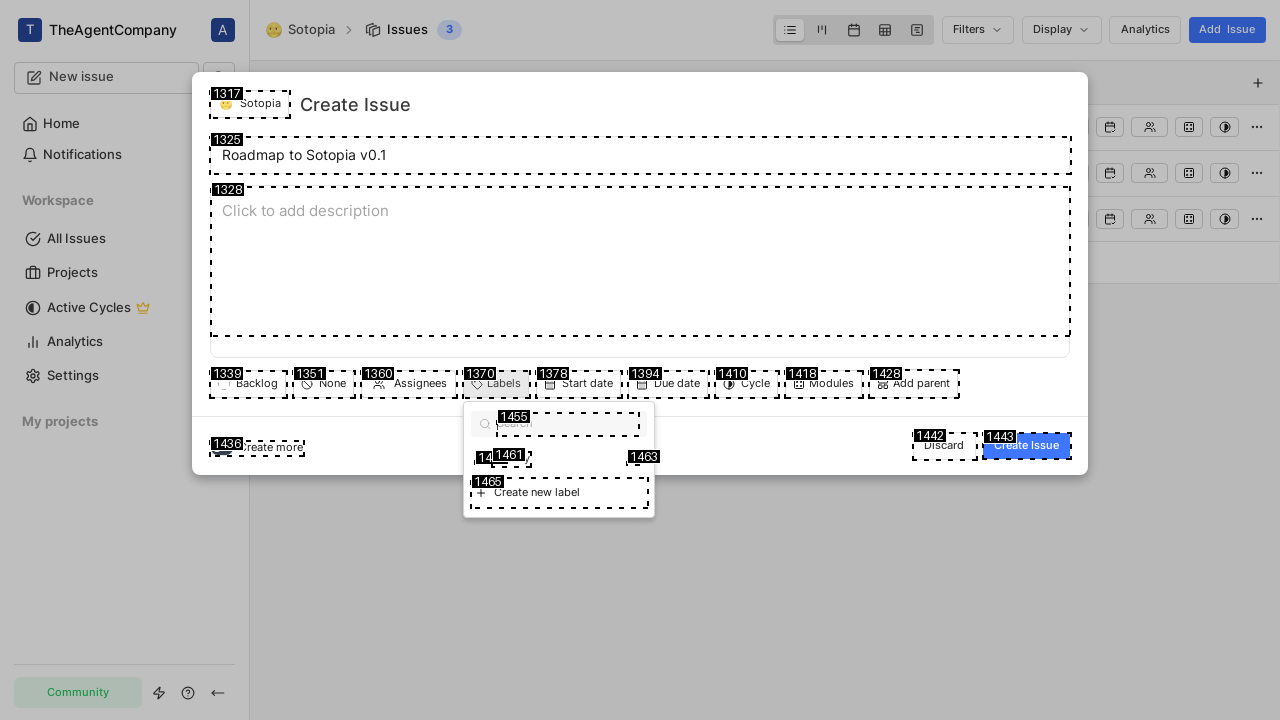 T TheAgentCompany A
Sotopia Issues 3
Filters Display Analytics Add Issue
New issue
Home
Notifications
Workspace
All Issues
Projects
Active Cycles
Analytics
Settings
My projects
Community
1317
Sotopia Create Issue
1325
Roadmap to Sotopia v0.1
1328
Click to add description
1339 1351 1360 1370 1378 1394 1410 1418 1428
Backlog None Assignees Labels Start date Due date Cycle Modules Add parent
1455
1436 1442 1443
Create more Discard Create Issue
1461 1463
1465
Create new label